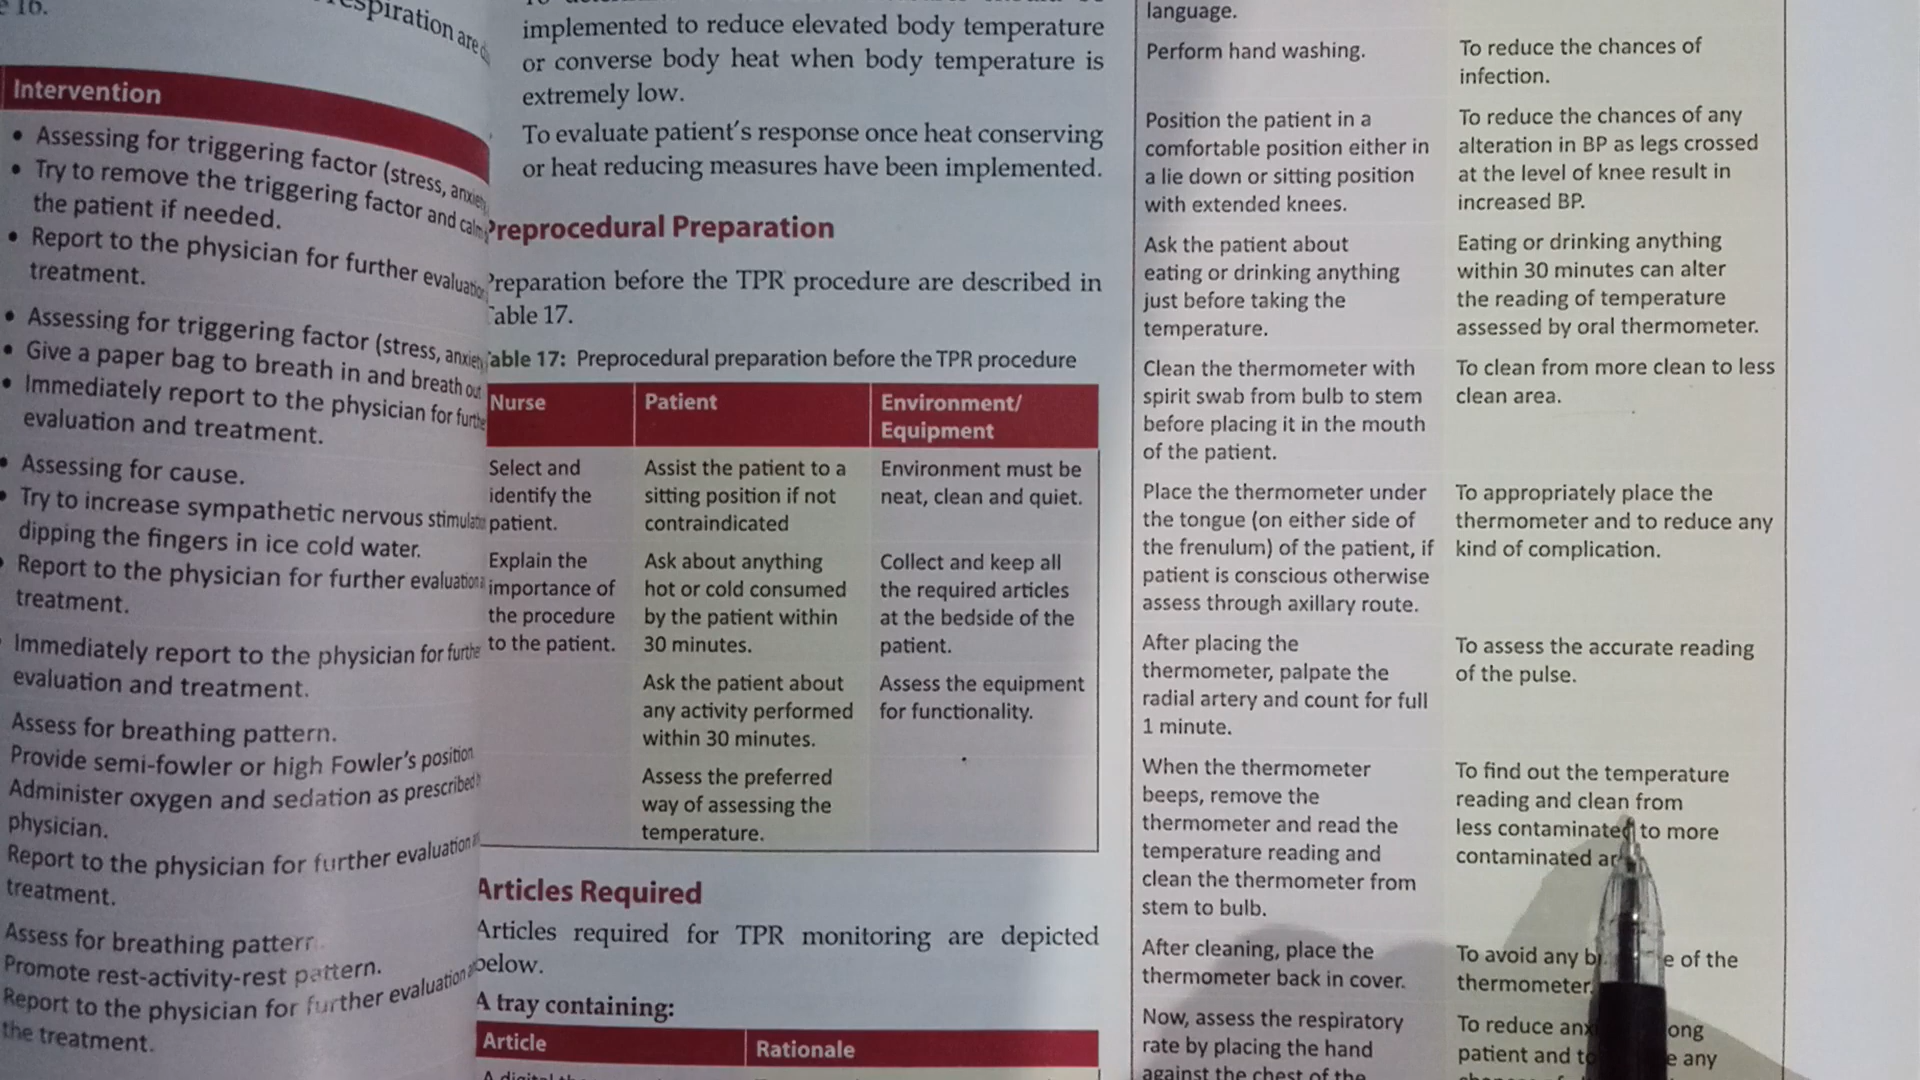 e 16.
Intervention
• Assessing for triggering factor (stress,
• Try to remove the triggering factor and
the patient if needed.
• Report to the physician for further
treatment.
• Assessing for triggering factor (stress,
• Give a paper bag to breath in and breath
• Immediately report to the physician for
evaluation and treatment.
• Assessing for cause.
• Try to increase sympathetic nervous
dipping the fingers in ice cold water.
Report to the physician for further
treatment.
Immediately report to the physician for
evaluation and treatment.
Assess for breathing pattern.
Provide semi-fowler or high Fowler's position
Administer oxygen and sedation as prescribed
physician.
Report to the physician for further evaluation
treatment.
Assess for breathing
Promote rest-activity-rest pattern.
Report to the physician for further evaluation
the treatment.
implemented to reduce elevated body temperature
or converse body heat when body temperature is
extremely low.
To evaluate patient's response once heat conserving
or heat reducing measures have been implemented.
Preprocedural Preparation
Preparation before the TPR procedure are described in
Table 17.
Table 17: Preprocedural preparation before the TPR procedure
Nurse
Patient
Environment/
Equipment
Select and
identify the
patient.
Assist the patient to a
sitting position if not
contraindicated
Environment must be
neat, clean and quiet.
Explain the
importance of
the procedure
to the patient.
Ask about anything
hot or cold consumed
by the patient within
30 minutes.
Collect and keep all
the required articles
at the bedside of the
patient.
Ask the patient about
any activity performed
within 30 minutes.
Assess the equipment
for functionality.
Assess the preferred
way of assessing the
temperature.
Articles Required
Articles required for TPR monitoring are depicted
below.
A tray containing:
Article
Rationale
language.
Perform hand washing.
To reduce the chances of
infection.
Position the patient in a
comfortable position either in
a lie down or sitting position
with extended knees.
To reduce the chances of any
alteration in BP as legs crossed
at the level of knee result in
increased BP.
Ask the patient about
eating or drinking anything
just before taking the
temperature.
Eating or drinking anything
within 30 minutes can alter
the reading of temperature
assessed by oral thermometer.
Clean the thermometer with
spirit swab from bulb to stem
before placing it in the mouth
of the patient.
To clean from more clean to less
clean area.
Place the thermometer under
the tongue (on either side of
the frenulum) of the patient, if
patient is conscious otherwise
assess through axillary route.
To appropriately place the
thermometer and to reduce any
kind of complication.
After placing the
thermometer, palpate the
radial artery and count for full
1 minute.
To assess the accurate reading
of the pulse.
When the thermometer
beeps, remove the
thermometer and read the
temperature reading and
clean the thermometer from
stem to bulb.
To find out the temperature
reading and clean from
less contaminated to more
contaminated
After cleaning, place the
thermometer back in cover.
To avoid any of the
thermometer.
Now, assess the respiratory
rate by placing the hand
against the chest of the
To reduce
patient and any